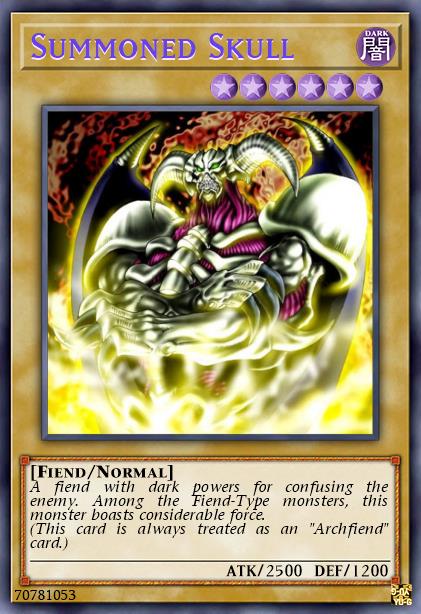 SUMMONED SKULL
DARK
闇
[FIEND/NORMAL]
A fiend with dark powers for confusing the
enemy. Among the Fiend-Type monsters, this
monster boasts considerable force.
(This card is always treated as an "Archfiend"
card.)
ATK/2500 DEF/1200
70781053